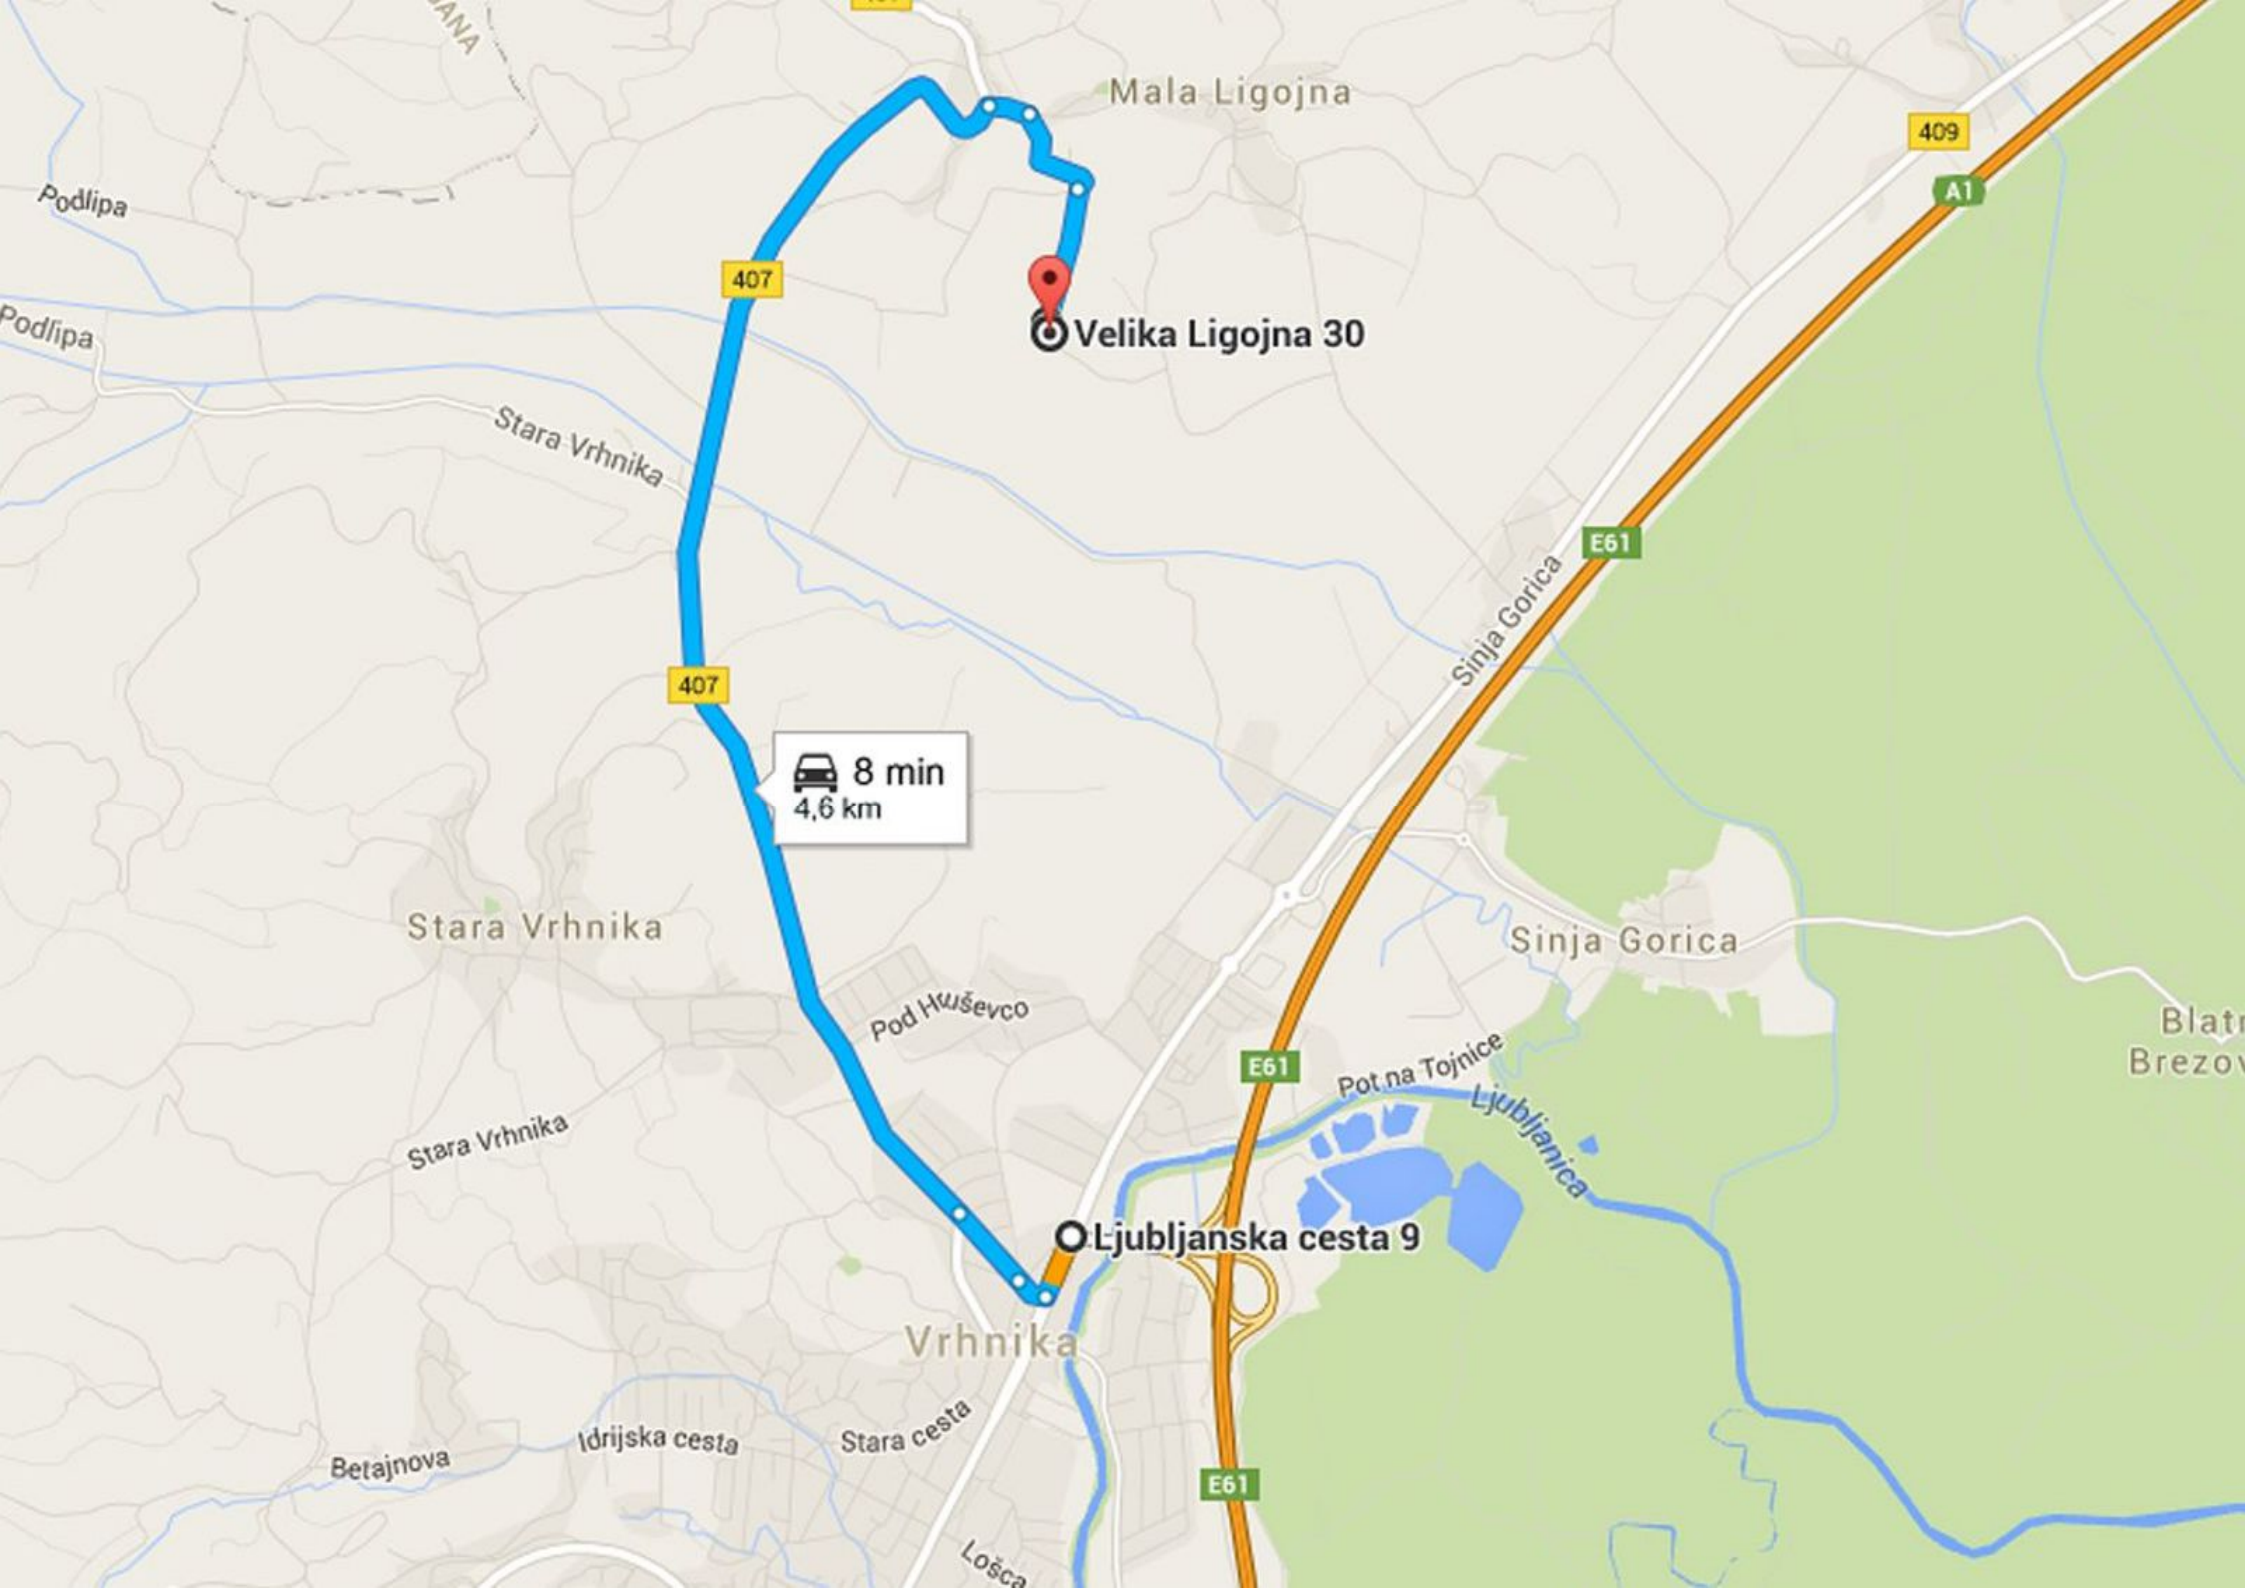 Mala Ligojna
409
A1
Podlipa
407
Podlipa
Velika Ligojna 30
Stara Vrhnika
E61
Sinja Gorica
407
8 min
4,6 km
Stara Vrhnika
Sinja Gorica
Pod Hruševco
Blatn
Brezov
E61
Pot na Tojnice
Ljubljanica
Stara Vrhnika
Ljubljanska cesta 9
Vrhnika
Idrijska cesta
Stara cesta
Betajnova
E61
Lošca